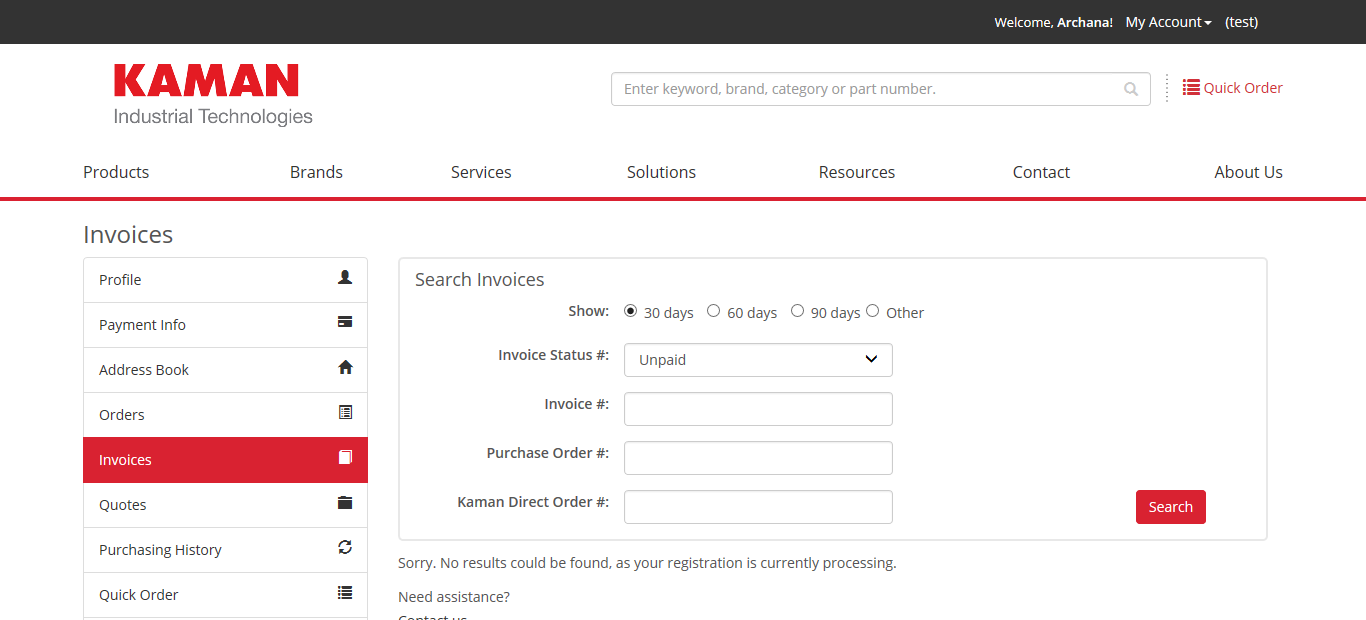 Welcome, Archana! My Account (test)
KAMAN
Industrial Technologies
Enter keyword, brand, category or part number.
Quick Order
Products Brands Services Solutions Resources Contact About Us
Invoices
Profile
Payment Info
Address Book
Orders
Invoices
Quotes
Purchasing History
Quick Order
Search Invoices
Show: 30 days 60 days 90 days Other
Invoice Status #: Unpaid
Invoice #:
Purchase Order #:
Kaman Direct Order #:
Search
Sorry. No results could be found, as your registration is currently processing.
Need assistance?
Contact us